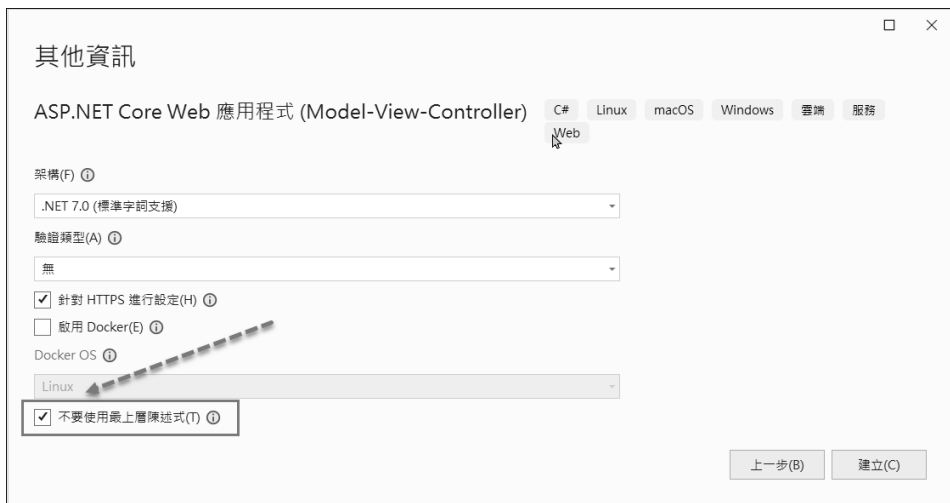 其他資訊
ASP.NET Core Web 應用程式 (Model-View-Controller) C# Linux macOS Windows 雲端 服務
Web
架構(F)
.NET 7.0 (標準字詞支援)
驗證類型(A)
無
針對 HTTPS 進行設定(H)
啟用 Docker(E)
Docker OS
Linux
不要使用最上層陳述式(T)
上一步(B) 建立(C)